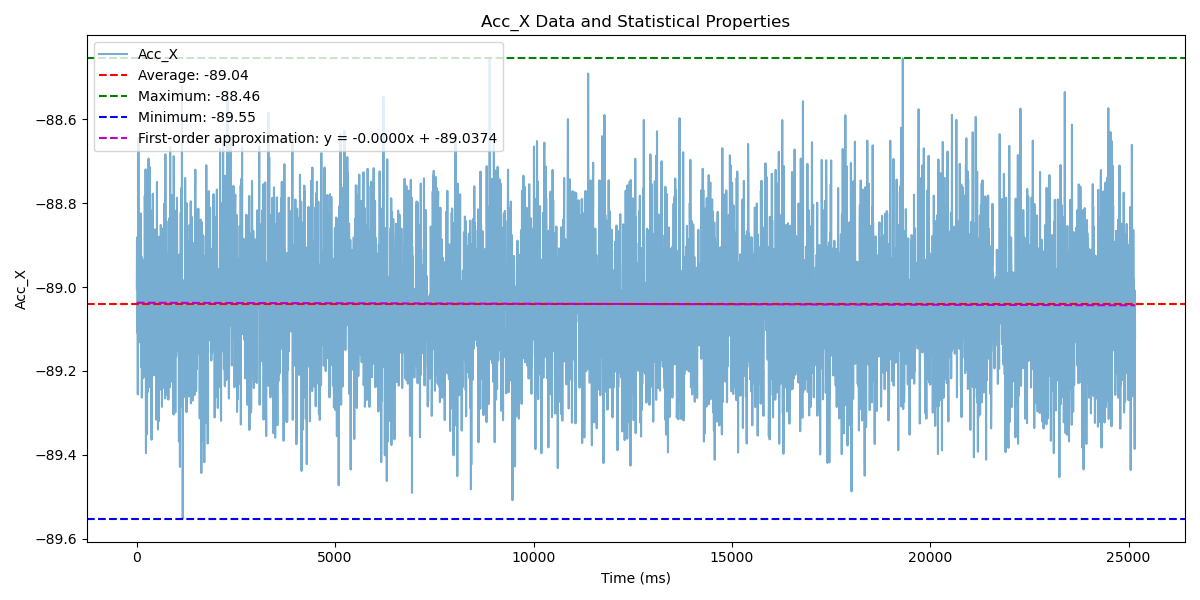 Acc_X Data and Statistical Properties
Acc_X
Average: -89.04
Maximum: -88.46
Minimum: -89.55
First-order approximation: y = -0.0000x + -89.0374
−88.6
−88.8
−89.0
−89.2
−89.4
−89.6
Acc_X
0 5000 10000 15000 20000 25000
Time (ms)